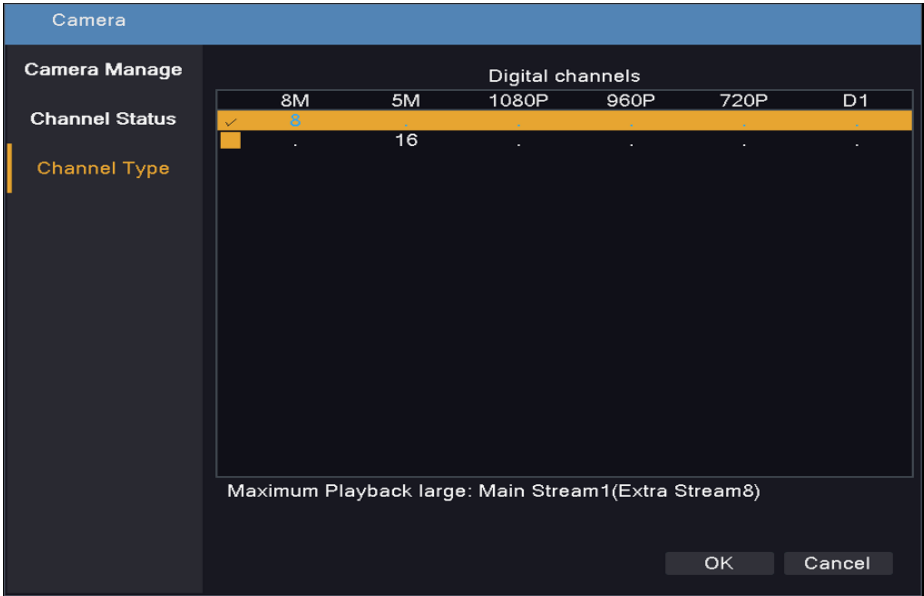 Camera
Camera Manage
Channel Status
Channel Type
Digital channels
8M 5M 1080P 960P 720P D1
8 . . . . .
. 16 . . . .
Maximum Playback large: Main Stream1(Extra Stream8)
OK Cancel